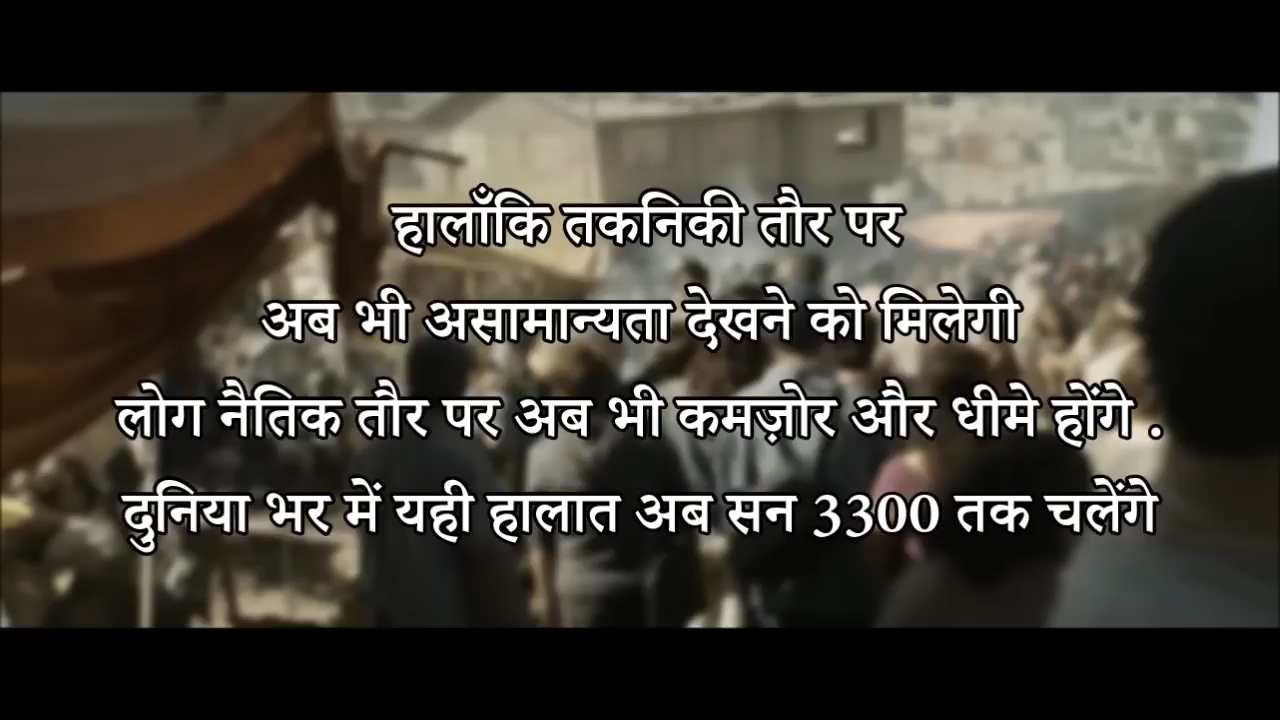 हालाँकि तकनिकी तौर पर
अब भी असामान्यता देखने को मिलेगी
लोग नैतिक तौर पर अब भी कमज़ोर और धीमे होंगे .
दुनिया भर में यही हालात अब सन 3300 तक चलेंगे